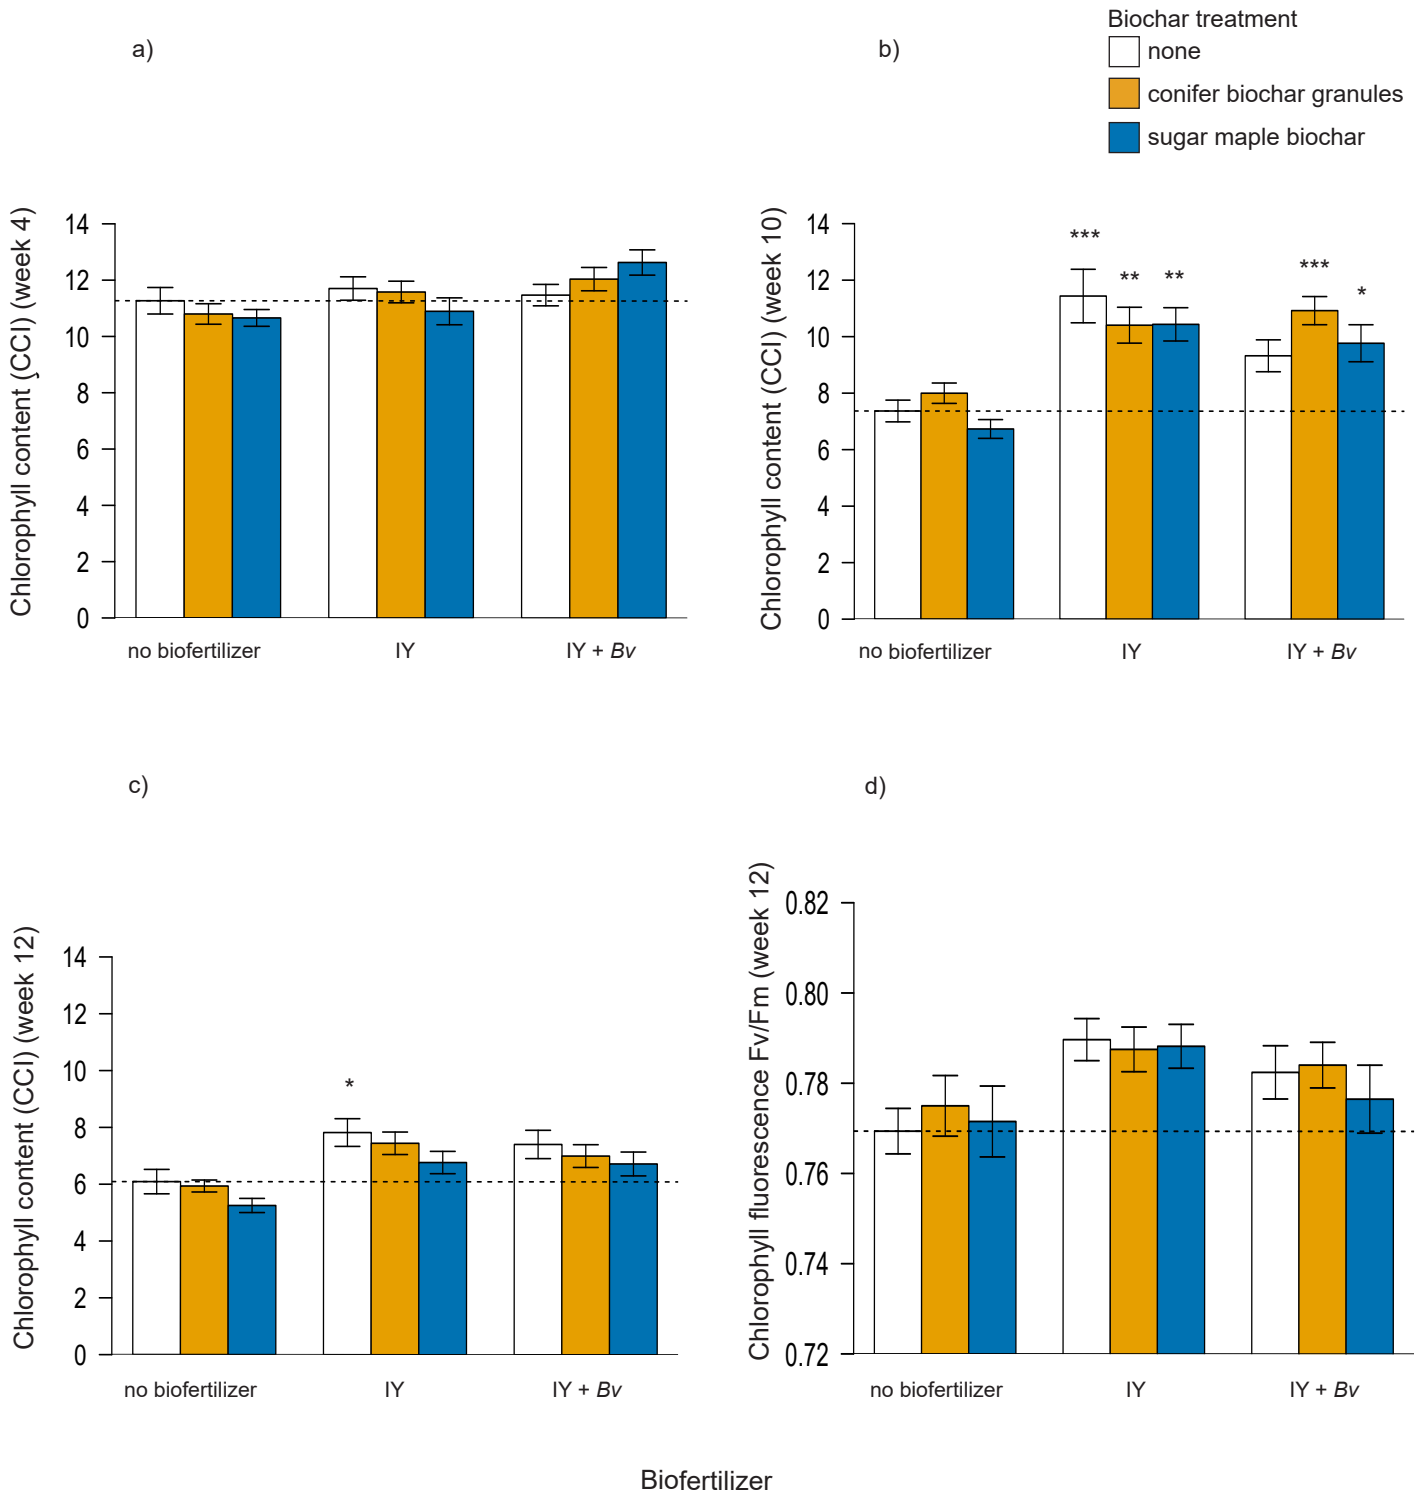 Biochar treatment
none
conifer biochar granules
sugar maple biochar
a)
Chlorophyll content (CCI) (week 4)
14
12
10
8
6
4
2
0
no biofertilizer
IY
IY + Bv
b)
Chlorophyll content (CCI) (week 10)
14
12
10
8
6
4
2
0
***
**
**
***
*
no biofertilizer
IY
IY + Bv
c)
Chlorophyll content (CCI) (week 12)
14
12
10
8
6
4
2
0
*
no biofertilizer
IY
IY + Bv
d)
Chlorophyll fluorescence Fv/Fm (week 12)
0.82
0.80
0.78
0.76
0.74
0.72
no biofertilizer
IY
IY + Bv
Biofertilizer